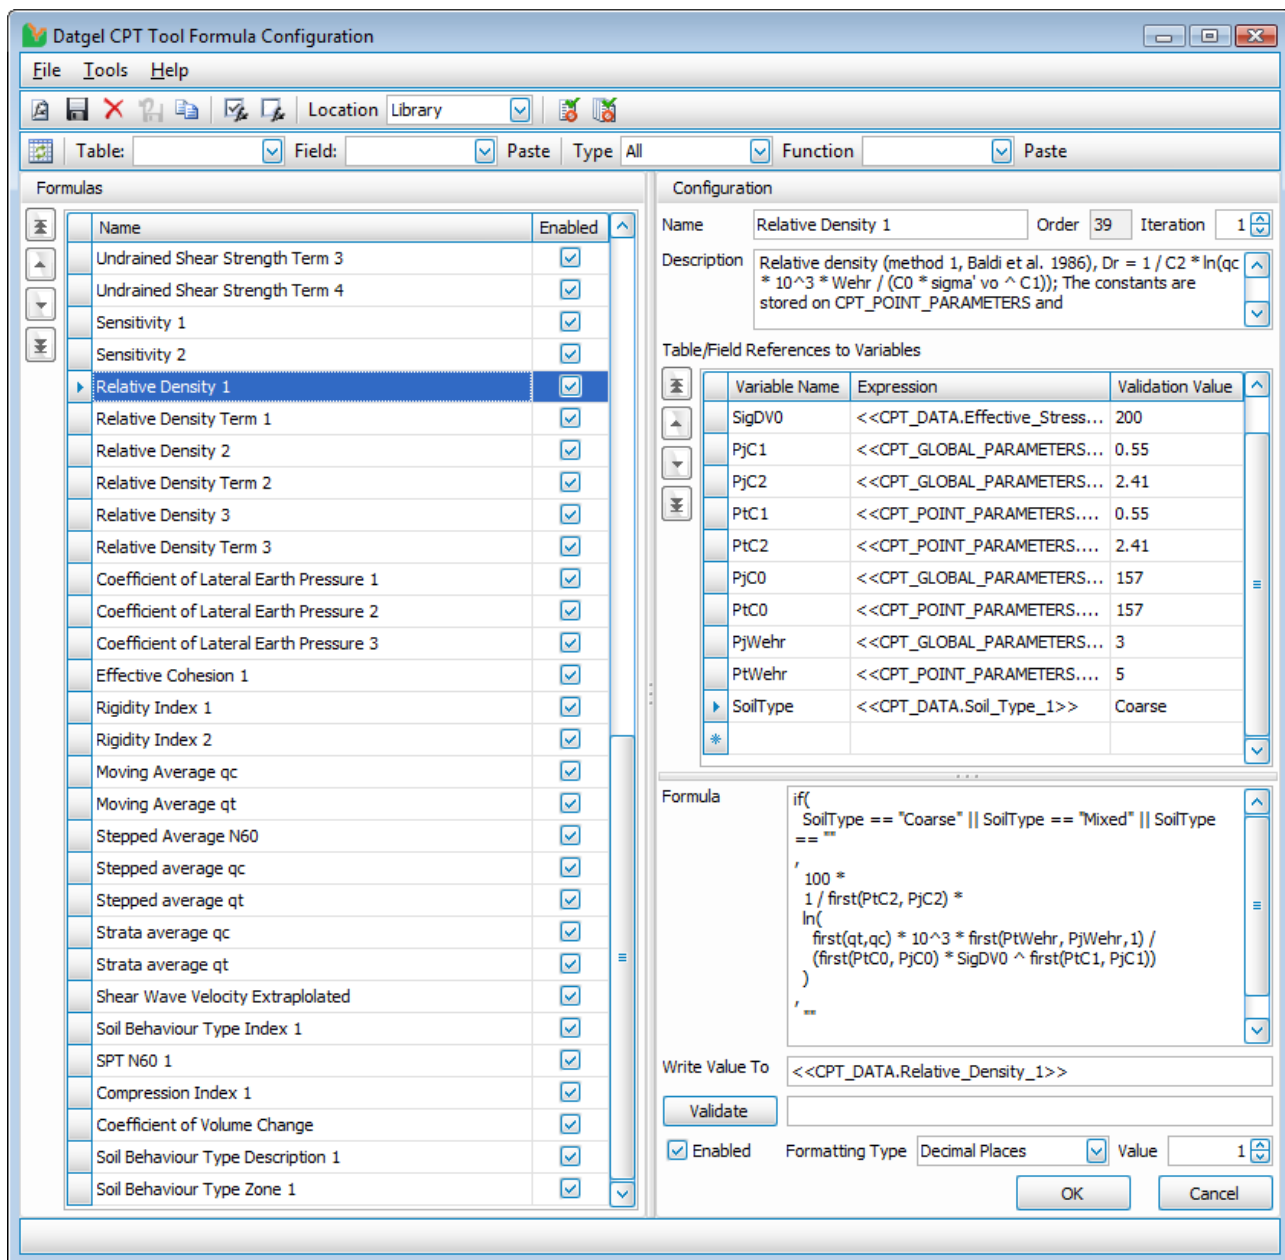 Datgel CPT Tool Formula Configuration
File Tools Help
Location Library
Table: Field: Paste Type All Function Paste
Formulas
Name Enabled
Undrained Shear Strength Term 3
Undrained Shear Strength Term 4
Sensitivity 1
Sensitivity 2
Relative Density 1
Relative Density Term 1
Relative Density 2
Relative Density Term 2
Relative Density 3
Relative Density Term 3
Coefficient of Lateral Earth Pressure 1
Coefficient of Lateral Earth Pressure 2
Coefficient of Lateral Earth Pressure 3
Effective Cohesion 1
Rigidity Index 1
Rigidity Index 2
Moving Average qc
Moving Average qt
Stepped Average N60
Stepped average qc
Stepped average qt
Strata average qc
Strata average qt
Shear Wave Velocity Extraplolated
Soil Behaviour Type Index 1
SPT N60 1
Compression Index 1
Coefficient of Volume Change
Soil Behaviour Type Description 1
Soil Behaviour Type Zone 1
Configuration
Name Relative Density 1 Order 39 Iteration 1
Description Relative density (method 1, Baldi et al. 1986), Dr = 1 / C2 * ln(qc
* 10^3 * Wehr / (C0 * sigma' vo ^ C1)); The constants are
stored on CPT_POINT_PARAMETERS and
Table/Field References to Variables
Variable Name Expression Validation Value
SigDV0 <<CPT_DATA.Effective_Stress... 200
PjC1 <<CPT_GLOBAL_PARAMETERS... 0.55
PjC2 <<CPT_GLOBAL_PARAMETERS... 2.41
PtC1 <<CPT_POINT_PARAMETERS.... 0.55
PtC2 <<CPT_POINT_PARAMETERS.... 2.41
PjC0 <<CPT_GLOBAL_PARAMETERS... 157
PtC0 <<CPT_POINT_PARAMETERS.... 157
PjWehr <<CPT_GLOBAL_PARAMETERS... 3
PtWehr <<CPT_POINT_PARAMETERS.... 5
SoilType <<CPT_DATA.Soil_Type_1>> Coarse
Formula if(
SoilType == "Coarse" || SoilType == "Mixed" || SoilType
== ""
,
100 *
1 / first(PtC2, PjC2) *
ln(
first(qt,qc) * 10^3 * first(PtWehr, PjWehr,1) /
(first(PtC0, PjC0) * SigDV0 ^ first(PtC1, PjC1))
)
,
""
Write Value To <<CPT_DATA.Relative_Density_1>>
Validate
Enabled Formatting Type Decimal Places Value 1
OK Cancel